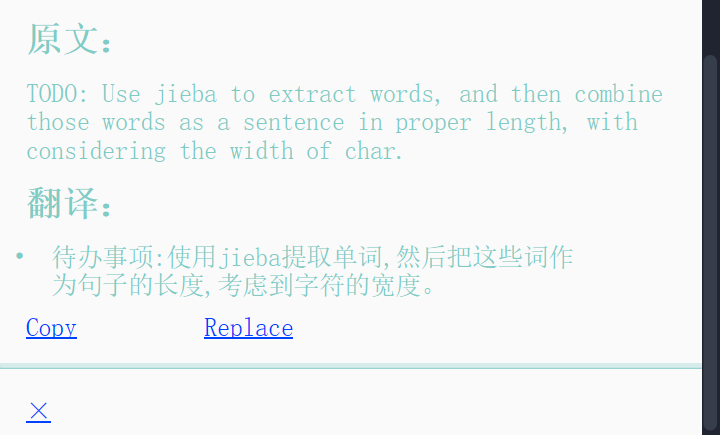 原文:
TODO: Use jieba to extract words, and then combine
those words as a sentence in proper length, with
considering the width of char.
翻译:
• 待办事项:使用jieba提取单词,然后把这些词作
为句子的长度,考虑到字符的宽度。
Copy Replace
×